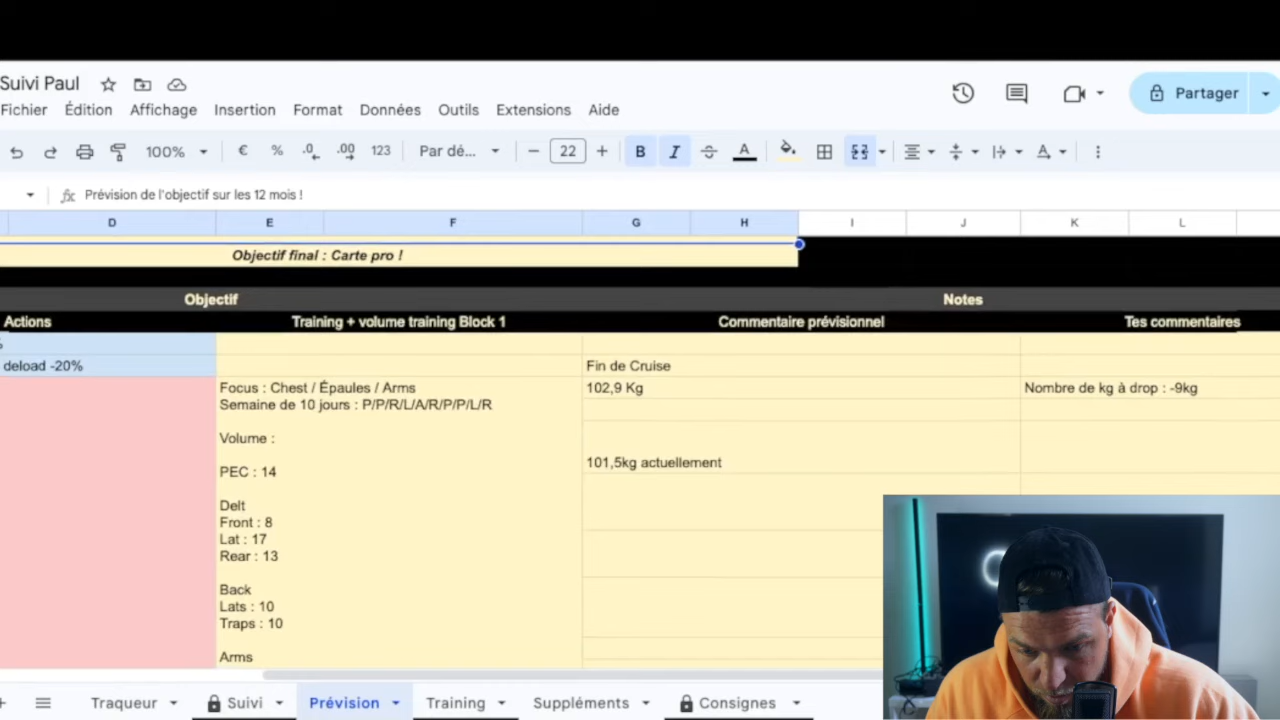 Suivi Paul
Fichier Édition Affichage Insertion Format Données Outils Extensions Aide
Partager
100% € % .0 .00 123 Par dé... 22 B I A
fx Prévision de l'objectif sur les 12 mois !
D E F G H I J K L
Objectif final : Carte pro !
Objectif Notes
Actions Training + volume training Block 1 Commentaire prévisionnel Tes commentaires
%
deload -20% Fin de Cruise
Focus : Chest / Épaules / Arms 102,9 Kg Nombre de kg à drop : -9kg
Semaine de 10 jours : P/P/R/L/A/R/P/P/L/R
Volume :
101,5kg actuellement
PEC : 14
Delt
Front : 8
Lat : 17
Rear : 13
Back
Lats : 10
Traps : 10
Arms
Traqueur Suivi Prévision Training Suppléments Consignes